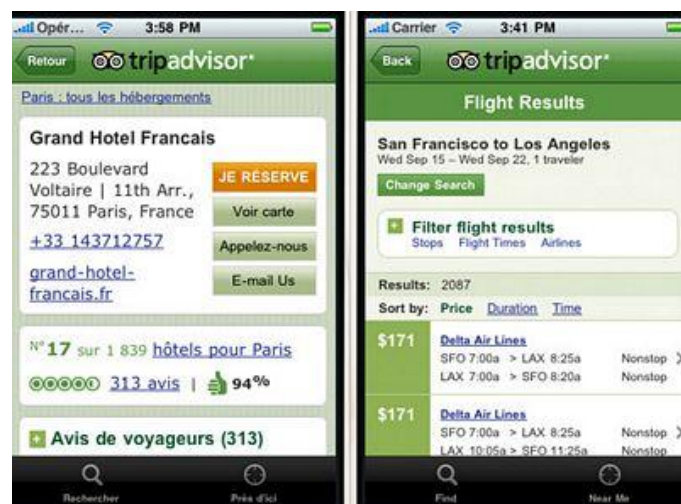 Opér... 3:58 PM
Retour tripadvisor
Paris : tous les hébergements
Grand Hotel Francais
223 Boulevard
Voltaire | 11th Arr.,
75011 Paris, France
+33 143712757
grand-hotel-
francais.fr
JE RÉSERVE
Voir carte
Appelez-nous
E-mail Us
N°17 sur 1 839 hôtels pour Paris
313 avis | 94%
Avis de voyageurs (313)
Rechercher
Près d'ici
Carrier 3:41 PM
Back tripadvisor
Flight Results
San Francisco to Los Angeles
Wed Sep 15 – Wed Sep 22, 1 traveler
Change Search
Filter flight results
Stops Flight Times Airlines
Results: 2087
Sort by: Price Duration Time
$171 Delta Air Lines
SFO 7:00a > LAX 8:25a Nonstop
LAX 7:00a > SFO 8:20a Nonstop
$171 Delta Air Lines
SFO 7:00a > LAX 8:25a Nonstop
LAX 10:05a > SFO 11:25a Nonstop
Find
Near Me